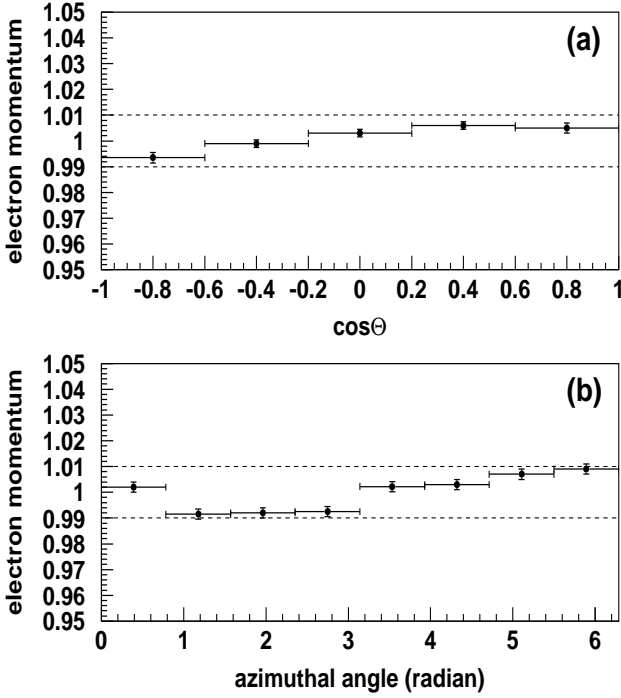 electron momentum
1.05
1.04
1.03
1.02
1.01
1
0.99
0.98
0.97
0.96
0.95
(a)
-1 -0.8 -0.6 -0.4 -0.2 0 0.2 0.4 0.6 0.8 1
cosΘ
electron momentum
1.05
1.04
1.03
1.02
1.01
1
0.99
0.98
0.97
0.96
0.95
(b)
0 1 2 3 4 5 6
azimuthal angle (radian)